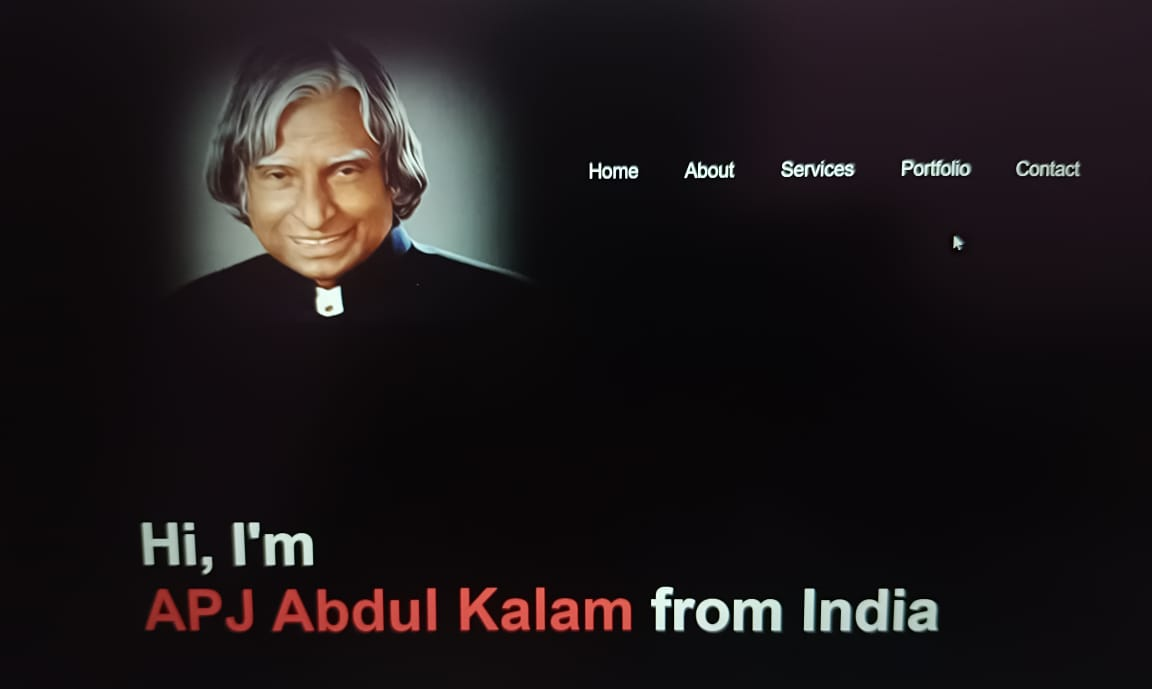 Home About Services Portfolio Contact
Hi, I'm
APJ Abdul Kalam from India